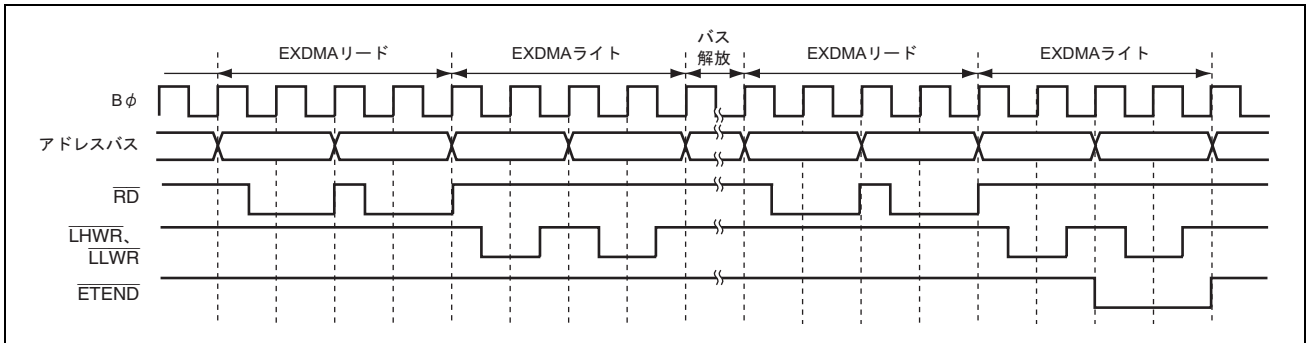 EXDMAリード
EXDMAライト
バス
解放
EXDMAリード
EXDMAライト
Bφ
アドレスバス
RD
LHWR、
LLWR
ETEND